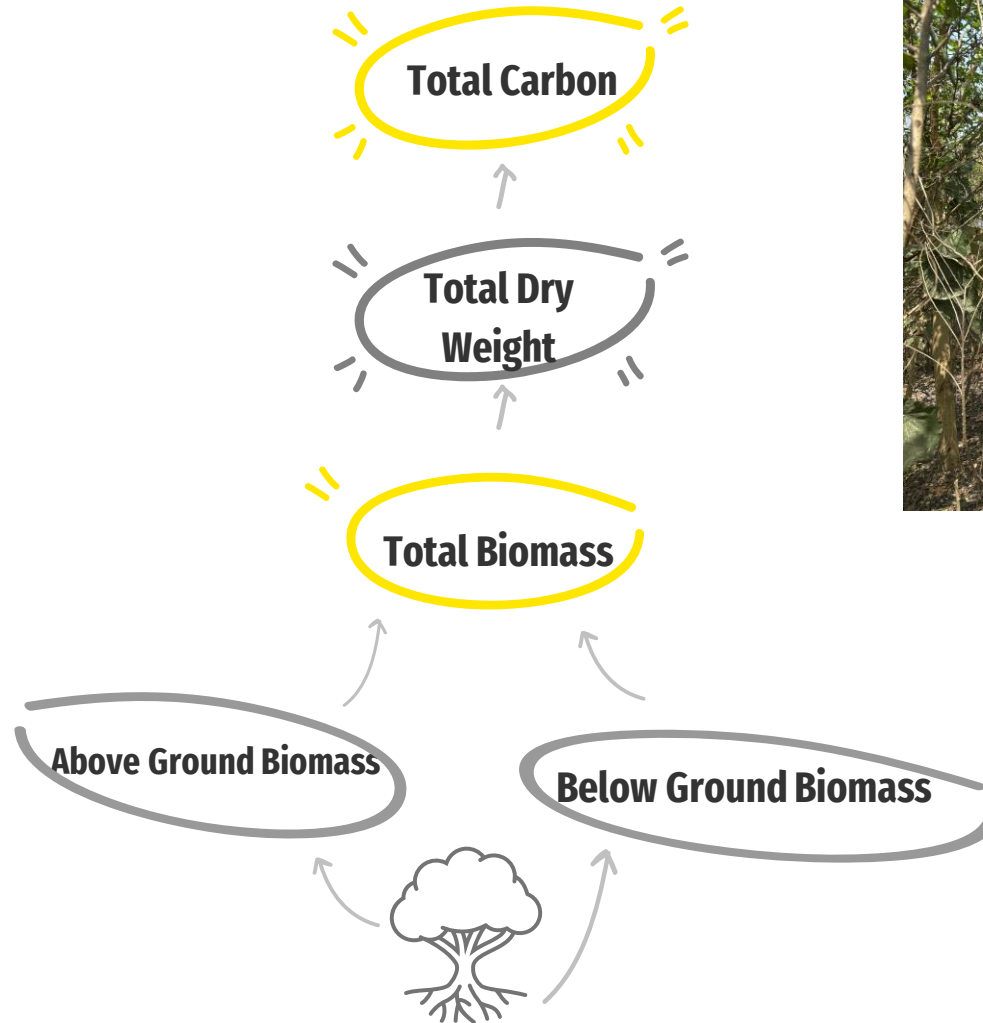 Total Carbon
Total Dry
Weight
Total Biomass
Above Ground Biomass
Below Ground Biomass